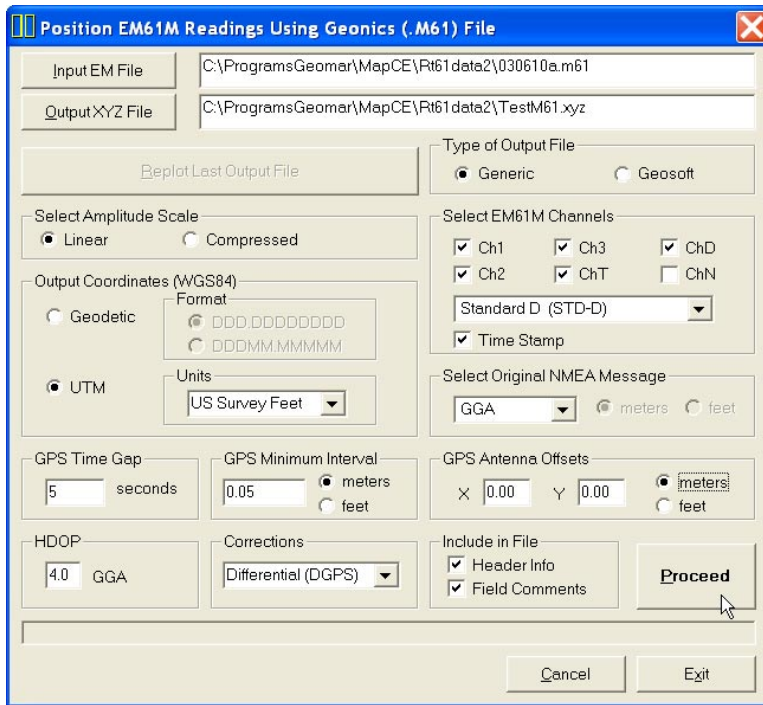 Position EM61M Readings Using Geonics (.M61) File
Input EM File
C:\ProgramsGeomar\MapCE\Rt61data2\030610a.m61
Output XYZ File
C:\ProgramsGeomar\MapCE\Rt61data2\TestM61.xyz
Replot Last Output File
Type of Output File
Generic Geosoft
Select Amplitude Scale
Linear Compressed
Select EM61M Channels
Ch1 Ch3 ChD
Ch2 ChT ChN
Standard D (STD-D)
Time Stamp
Output Coordinates (WGS84)
Geodetic
Format
DDD.DDDDDDDD
DDDMM.MMMMM
UTM
Units
US Survey Feet
Select Original NMEA Message
GGA meters feet
GPS Time Gap
5 seconds
GPS Minimum Interval
0.05 meters
feet
GPS Antenna Offsets
X 0.00 Y 0.00 meters
feet
HDOP
4.0 GGA
Corrections
Differential (DGPS)
Include in File
Header Info
Field Comments
Proceed
Cancel
Exit